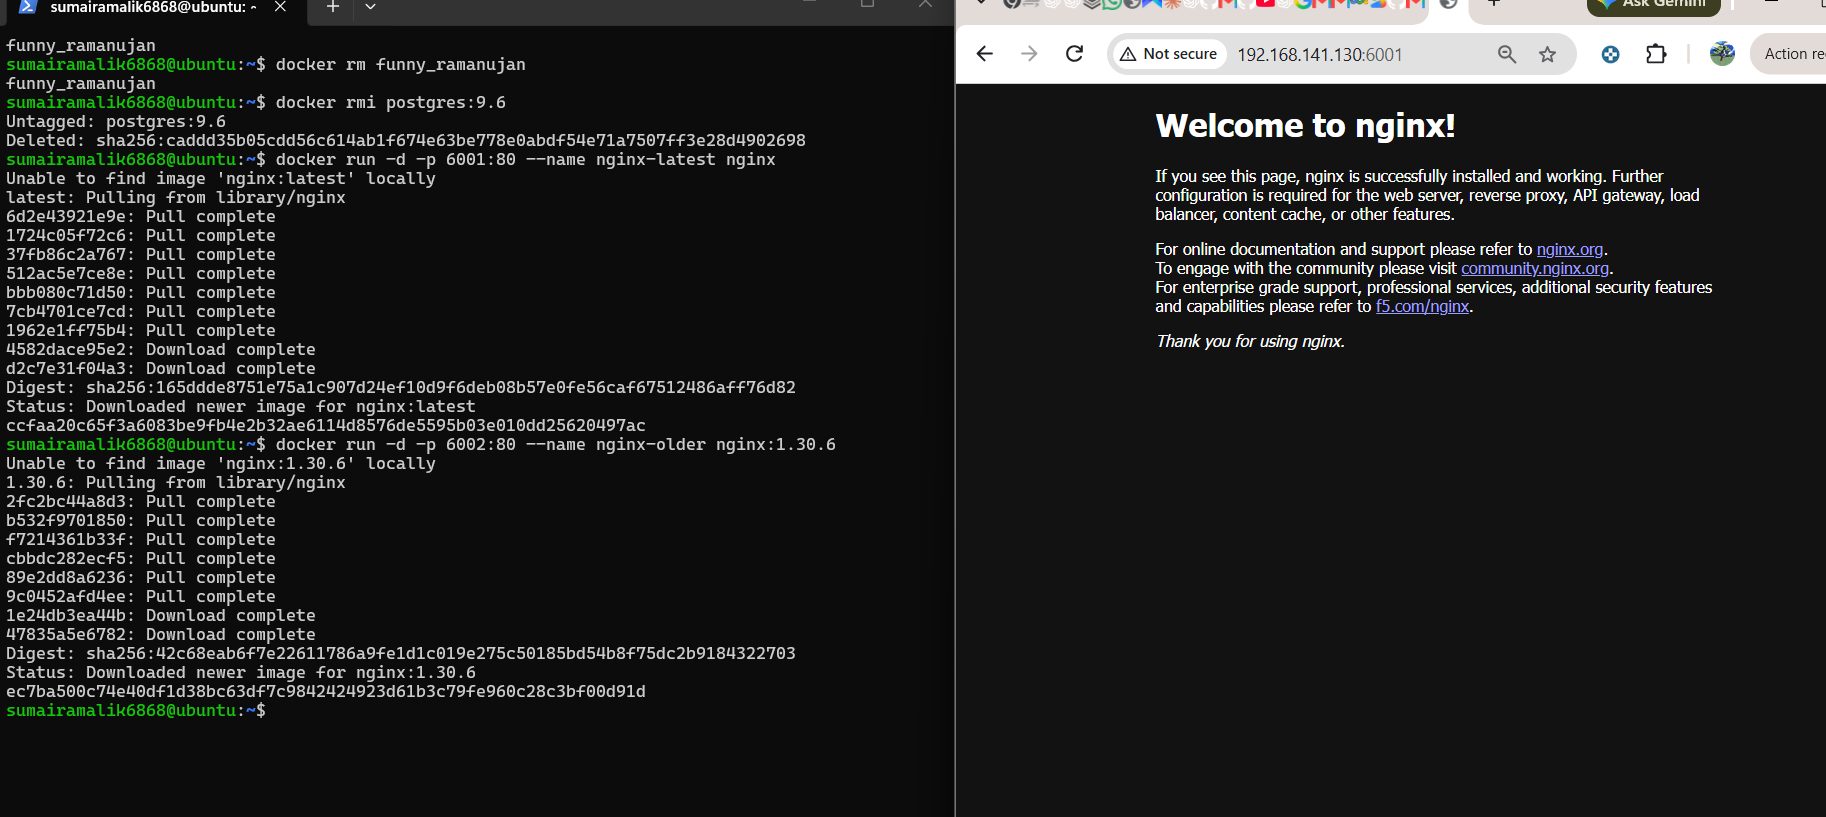 sumairamalik6868@ubuntu: ~
funny_ramanujan
sumairamalik6868@ubuntu:~$ docker rm funny_ramanujan
funny_ramanujan
sumairamalik6868@ubuntu:~$ docker rmi postgres:9.6
Untagged: postgres:9.6
Deleted: sha256:caddd35b05cdd56c614ab1f674e63be778e0abdf54e71a7507ff3e28d4902698
sumairamalik6868@ubuntu:~$ docker run -d -p 6001:80 --name nginx-latest nginx
Unable to find image 'nginx:latest' locally
latest: Pulling from library/nginx
6d2e43921e9e: Pull complete
1724c05f72c6: Pull complete
37fb86c2a767: Pull complete
512ac5e7ce8e: Pull complete
bbb080c71d50: Pull complete
7cb4701ce7cd: Pull complete
1962e1ff75b4: Pull complete
4582dace95e2: Download complete
d2c7e31f04a3: Download complete
Digest: sha256:165ddde8751e75a1c907d24ef10d9f6deb08b57e0fe56caf67512486aff76d82
Status: Downloaded newer image for nginx:latest
ccfaa20c65f3a6083be9fb4e2b32ae6114d8576de5595b03e010dd25620497ac
sumairamalik6868@ubuntu:~$ docker run -d -p 6002:80 --name nginx-older nginx:1.30.6
Unable to find image 'nginx:1.30.6' locally
1.30.6: Pulling from library/nginx
2fc2bc44a8d3: Pull complete
b532f9701850: Pull complete
f7214361b33f: Pull complete
cbbdc282ecf5: Pull complete
89e2dd8a6236: Pull complete
9c0452afd4ee: Pull complete
1e24db3ea44b: Download complete
47835a5e6782: Download complete
Digest: sha256:42c68eab6f7e22611786a9fe1d1c019e275c50185bd54b8f75dc2b9184322703
Status: Downloaded newer image for nginx:1.30.6
ec7ba500c74e40df1d38bc63df7c9842424923d61b3c79fe960c28c3bf00d91d
sumairamalik6868@ubuntu:~$
Ask Gemini
Not secure 192.168.141.130:6001
Action re
Welcome to nginx!
If you see this page, nginx is successfully installed and working. Further
configuration is required for the web server, reverse proxy, API gateway, load
balancer, content cache, or other features.
For online documentation and support please refer to nginx.org.
To engage with the community please visit community.nginx.org.
For enterprise grade support, professional services, additional security features
and capabilities please refer to f5.com/nginx.
Thank you for using nginx.